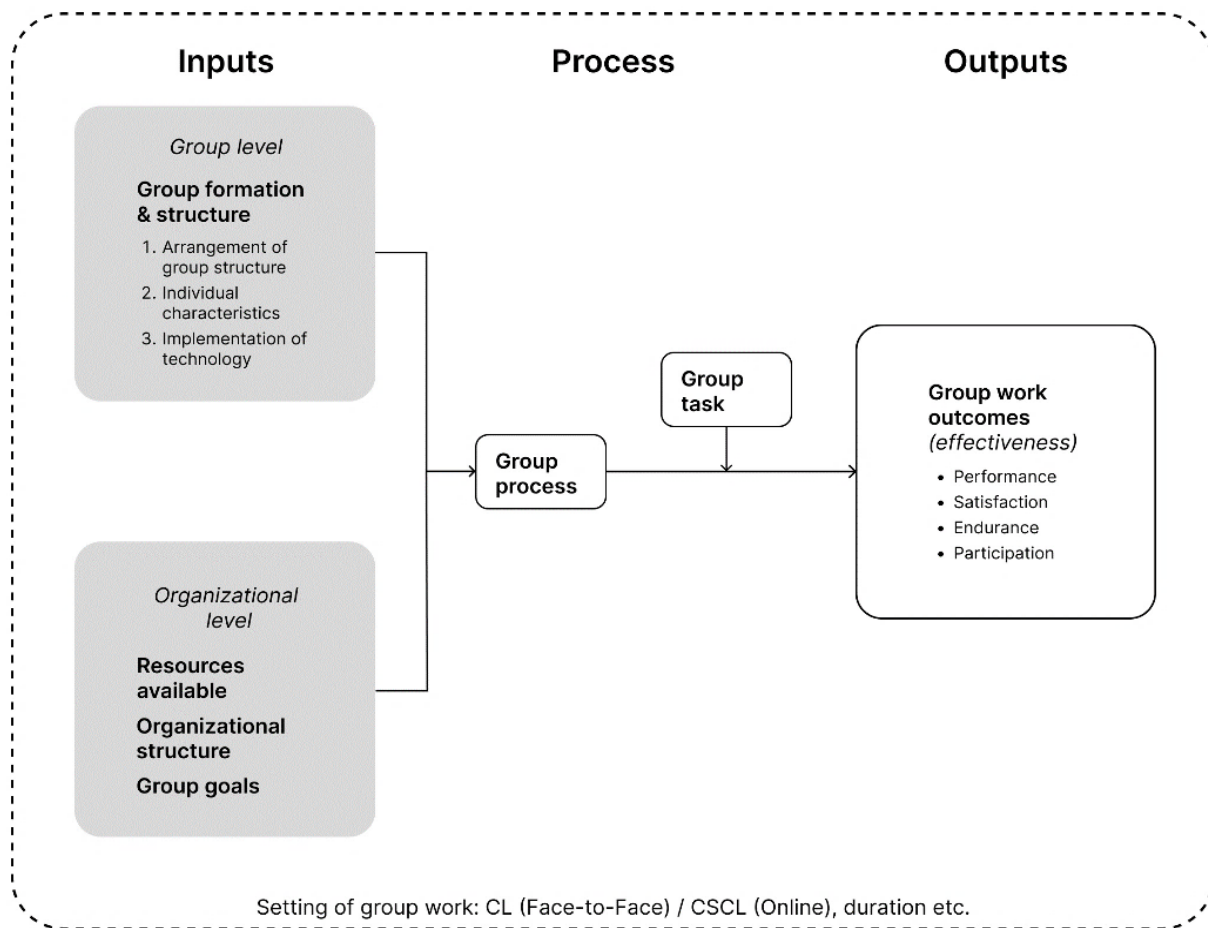 Inputs
Process
Outputs
Group level
Group formation
& structure
1. Arrangement of
group structure
2. Individual
characteristics
3. Implementation of
technology
Organizational
level
Resources
available
Organizational
structure
Group goals
Group
process
Group
task
Group work
outcomes
(effectiveness)
• Performance
• Satisfaction
• Endurance
• Participation
Setting of group work: CL (Face-to-Face) / CSCL (Online), duration etc.